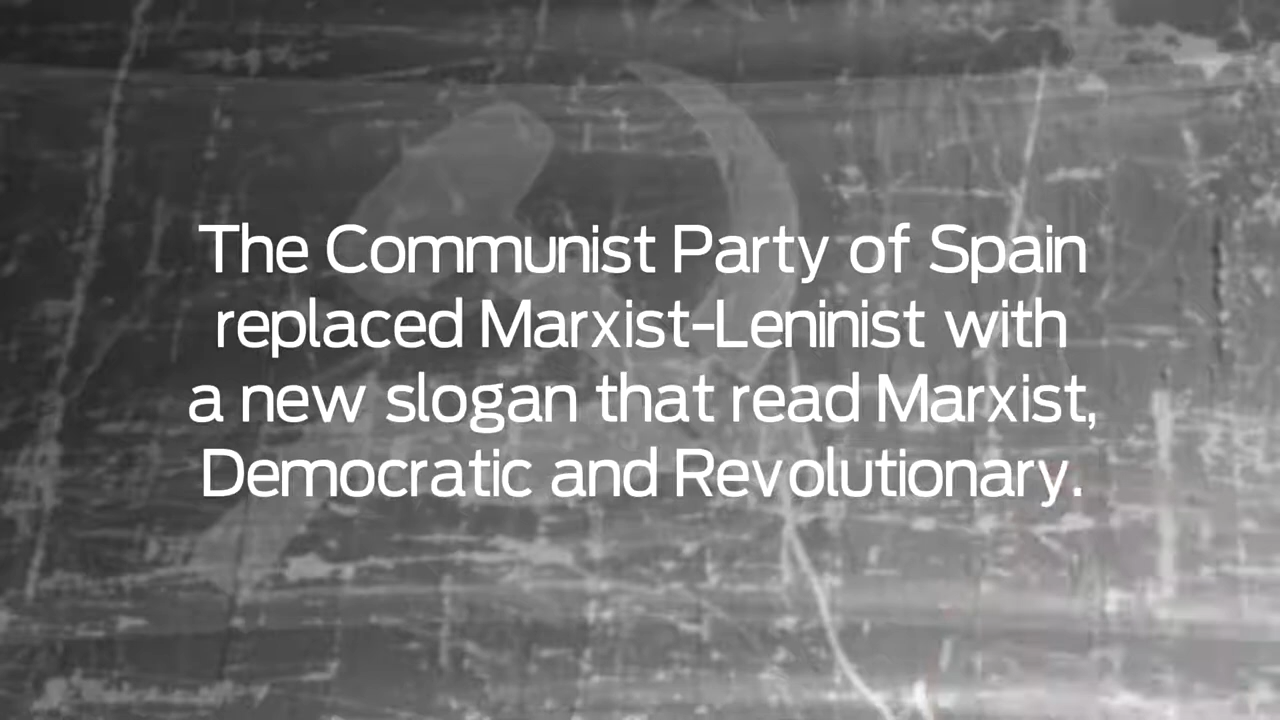 The Communist Party of Spain
replaced Marxist-Leninist with
a new slogan that read Marxist,
Democratic and Revolutionary.